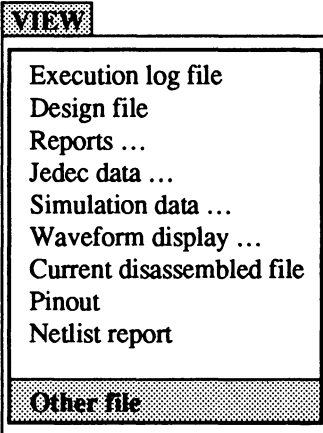 VIEW
Execution log file
Design file
Reports ...
Jedec data ...
Simulation data ...
Waveform display ...
Current disassembled file
Pinout
Netlist report
Other file